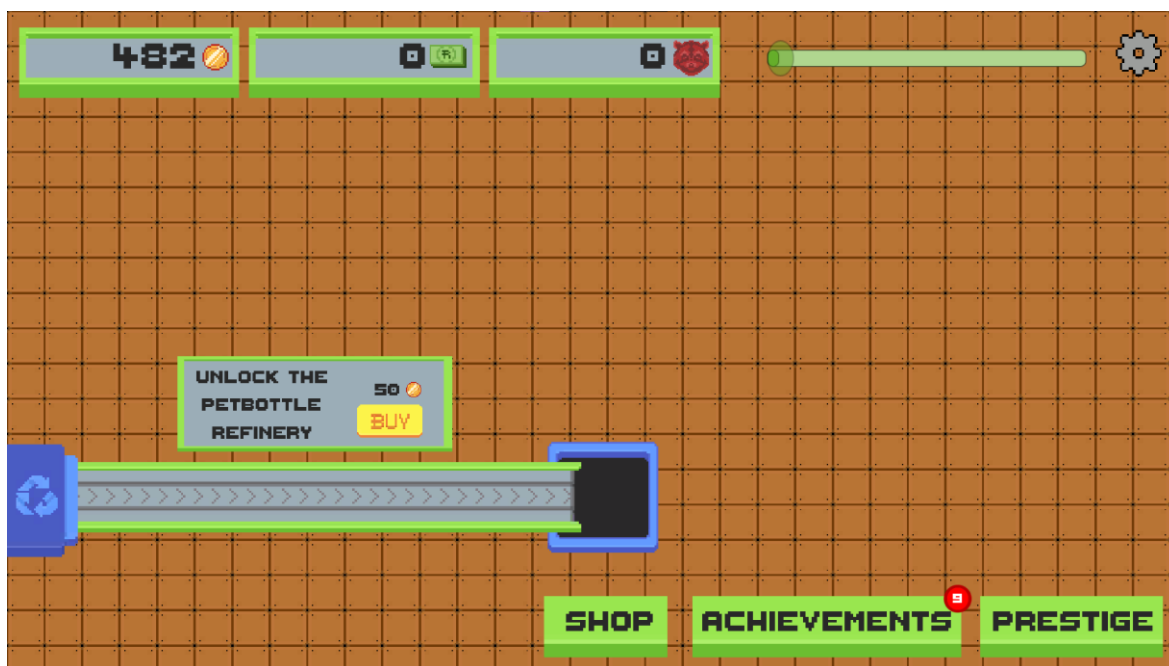 482
0
0
UNLOCK THE
PETBOTTLE
REFINERY
50
BUY
SHOP
ACHIEVEMENTS
9
PRESTIGE